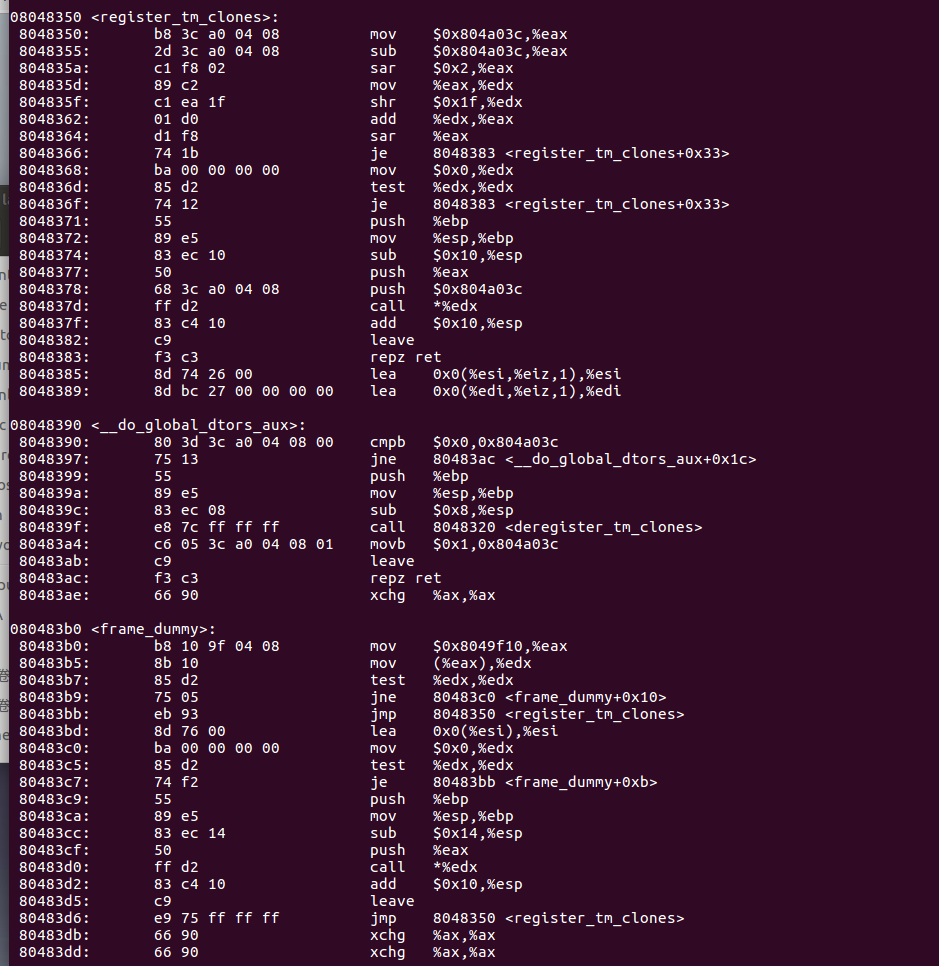 08048350 <register_tm_clones>:
 8048350:	b8 3c a0 04 08	mov    $0x804a03c,%eax
 8048355:	2d 3c a0 04 08	sub    $0x804a03c,%eax
 804835a:	c1 f8 02	sar    $0x2,%eax
 804835d:	89 c2	mov    %eax,%edx
 804835f:	c1 ea 1f	shr    $0x1f,%edx
 8048362:	01 d0	add    %edx,%eax
 8048364:	d1 f8	sar    %eax
 8048366:	74 1b	je     8048383 <register_tm_clones+0x33>
 8048368:	ba 00 00 00 00	mov    $0x0,%edx
 804836d:	85 d2	test   %edx,%edx
 804836f:	74 12	je     8048383 <register_tm_clones+0x33>
 8048371:	55	push   %ebp
 8048372:	89 e5	mov    %esp,%ebp
 8048374:	83 ec 10	sub    $0x10,%esp
 8048377:	50	push   %eax
 8048378:	68 3c a0 04 08	push   $0x804a03c
 804837d:	ff d2	call   *%edx
 804837f:	83 c4 10	add    $0x10,%esp
 8048382:	c9	leave
 8048383:	f3 c3	repz ret
 8048385:	8d 74 26 00	lea    0x0(%esi,%eiz,1),%esi
 8048389:	8d bc 27 00 00 00 00	lea    0x0(%edi,%eiz,1),%edi
08048390 <__do_global_dtors_aux>:
 8048390:	80 3d 3c a0 04 08 00	cmpb   $0x0,0x804a03c
 8048397:	75 13	jne    80483ac <__do_global_dtors_aux+0x1c>
 8048399:	55	push   %ebp
 804839a:	89 e5	mov    %esp,%ebp
 804839c:	83 ec 08	sub    $0x8,%esp
 804839f:	e8 7c ff ff ff	call   8048320 <deregister_tm_clones>
 80483a4:	c6 05 3c a0 04 08 01	movb   $0x1,0x804a03c
 80483ab:	c9	leave
 80483ac:	f3 c3	repz ret
 80483ae:	66 90	xchg   %ax,%ax
080483b0 <frame_dummy>:
 80483b0:	b8 10 9f 04 08	mov    $0x8049f10,%eax
 80483b5:	8b 10	mov    (%eax),%edx
 80483b7:	85 d2	test   %edx,%edx
 80483b9:	75 05	jne    80483c0 <frame_dummy+0x10>
 80483bb:	eb 93	jmp    8048350 <register_tm_clones>
 80483bd:	8d 76 00	lea    0x0(%esi),%esi
 80483c0:	ba 00 00 00 00	mov    $0x0,%edx
 80483c5:	85 d2	test   %edx,%edx
 80483c7:	74 f2	je     80483bb <frame_dummy+0xb>
 80483c9:	55	push   %ebp
 80483ca:	89 e5	mov    %esp,%ebp
 80483cc:	83 ec 14	sub    $0x14,%esp
 80483cf:	50	push   %eax
 80483d0:	ff d2	call   *%edx
 80483d2:	83 c4 10	add    $0x10,%esp
 80483d5:	c9	leave
 80483d6:	e9 75 ff ff ff	jmp    8048350 <register_tm_clones>
 80483db:	66 90	xchg   %ax,%ax
 80483dd:	66 90	xchg   %ax,%ax